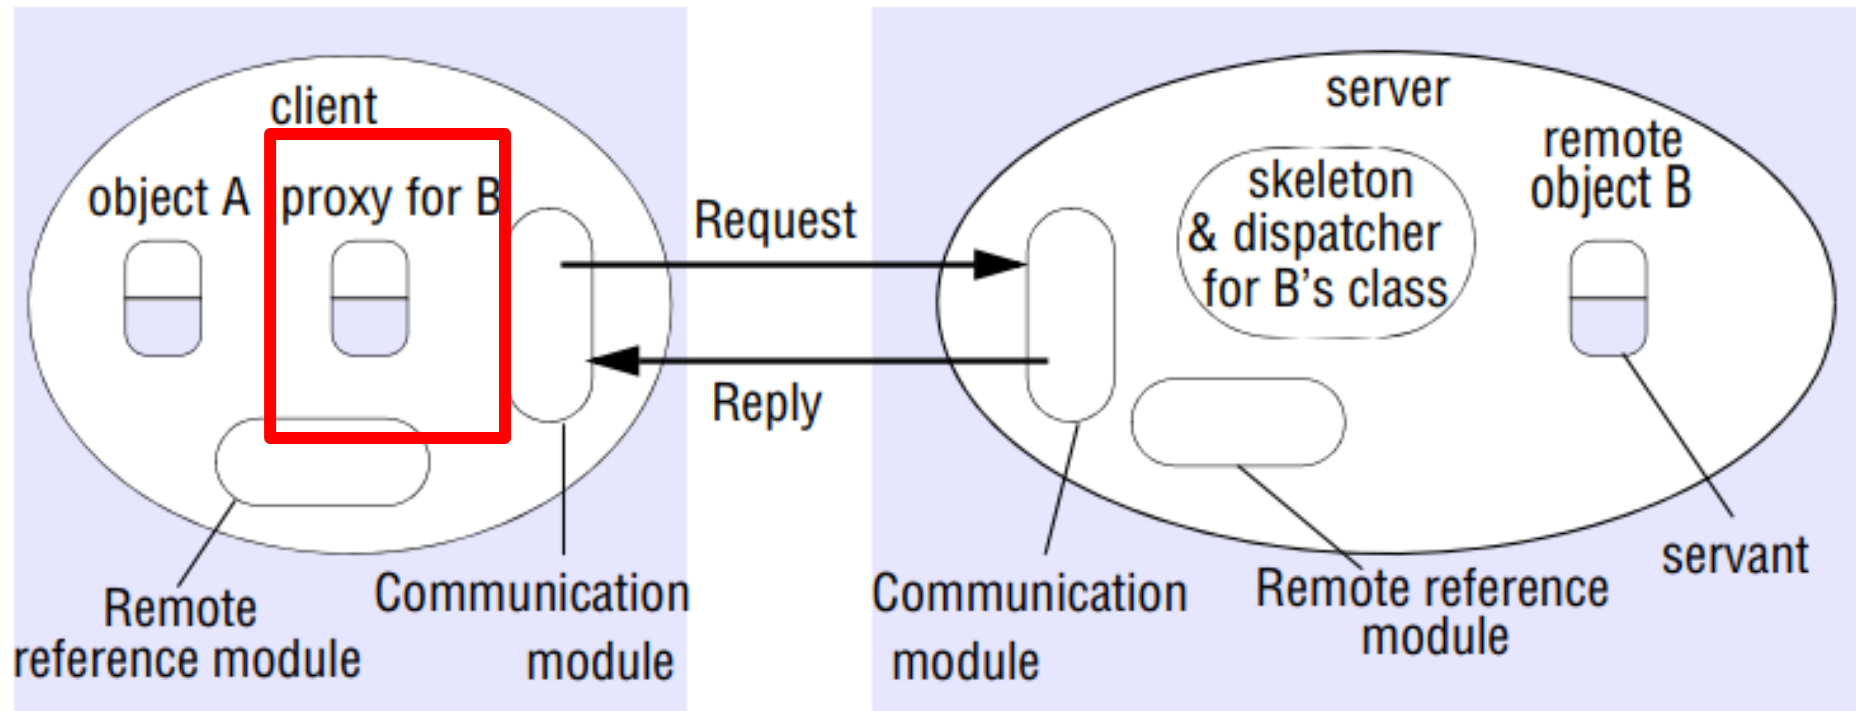 client
object A
proxy for B
Remote
reference module
Communication
module
Request
Reply
server
skeleton
& dispatcher
for B's class
remote
object B
Communication
module
Remote reference
module
servant